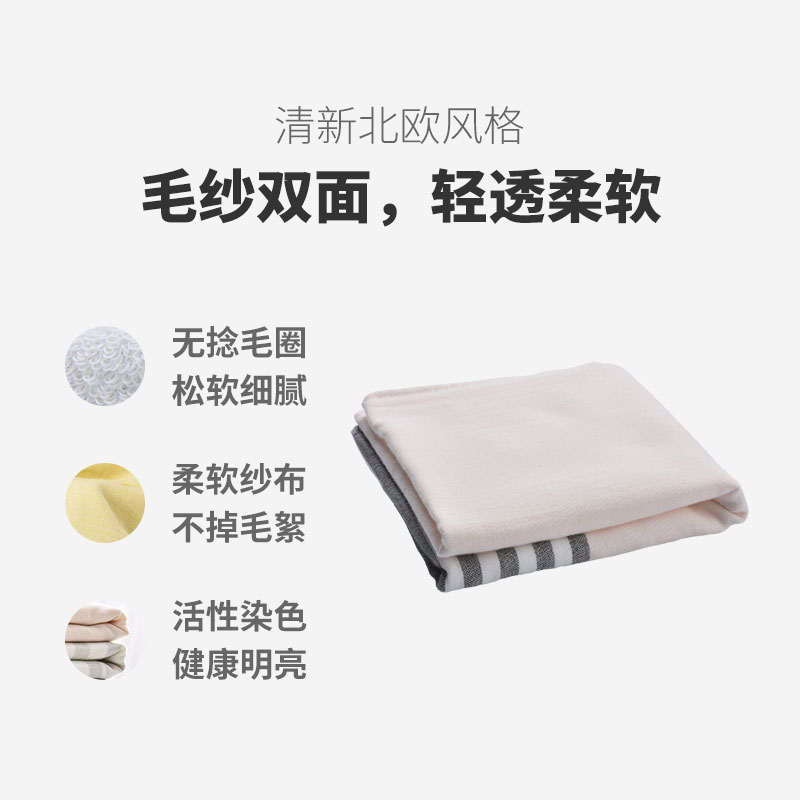 清新北欧风格
毛纱双面，轻透柔软
无捻毛圈
松软细腻
柔软纱布
不掉毛絮
活性染色
健康明亮